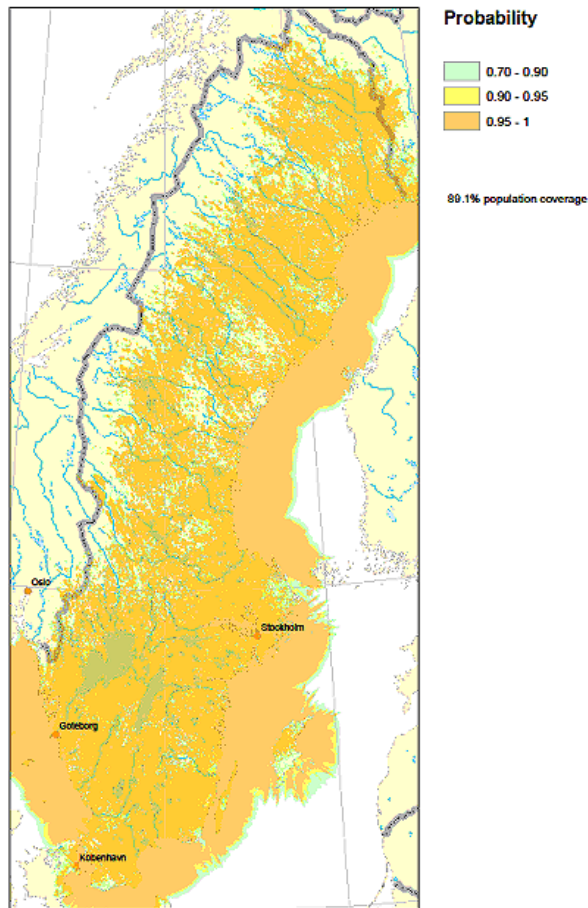 Probability
0.70 - 0.90
0.90 - 0.95
0.95 - 1
89.1% population coverage
Oslo
Stockholm
Goteborg
Kobenhavn